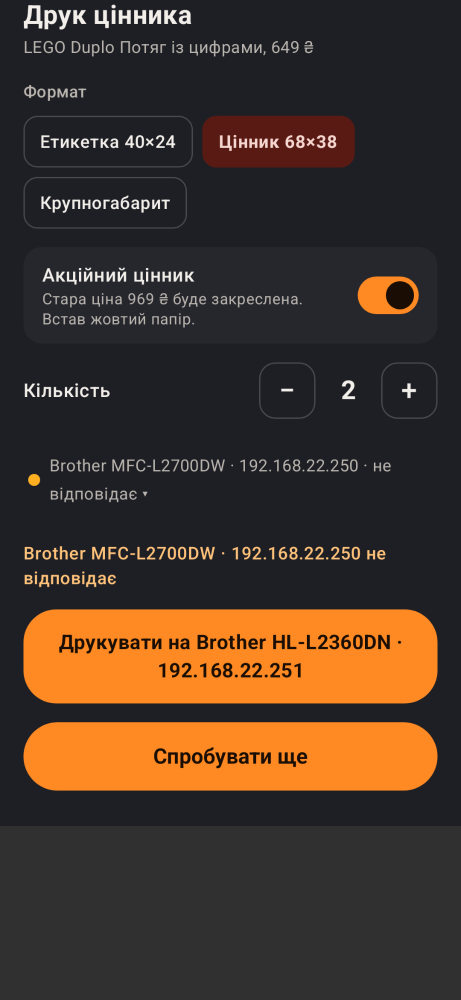 Друк цінника
LEGO Duplo Потяг із цифрами, 649 ₴
Формат
Етикетка 40×24
Цінник 68×38
Крупногабарит
Акційний цінник
Стара ціна 969 ₴ буде закреслена.
Встав жовтий папір.
Кількість
−
2
+
Brother MFC-L2700DW · 192.168.22.250 · не
відповідає ▾
Brother MFC-L2700DW · 192.168.22.250 не
відповідає
Друкувати на Brother HL-L2360DN ·
192.168.22.251
Спробувати ще